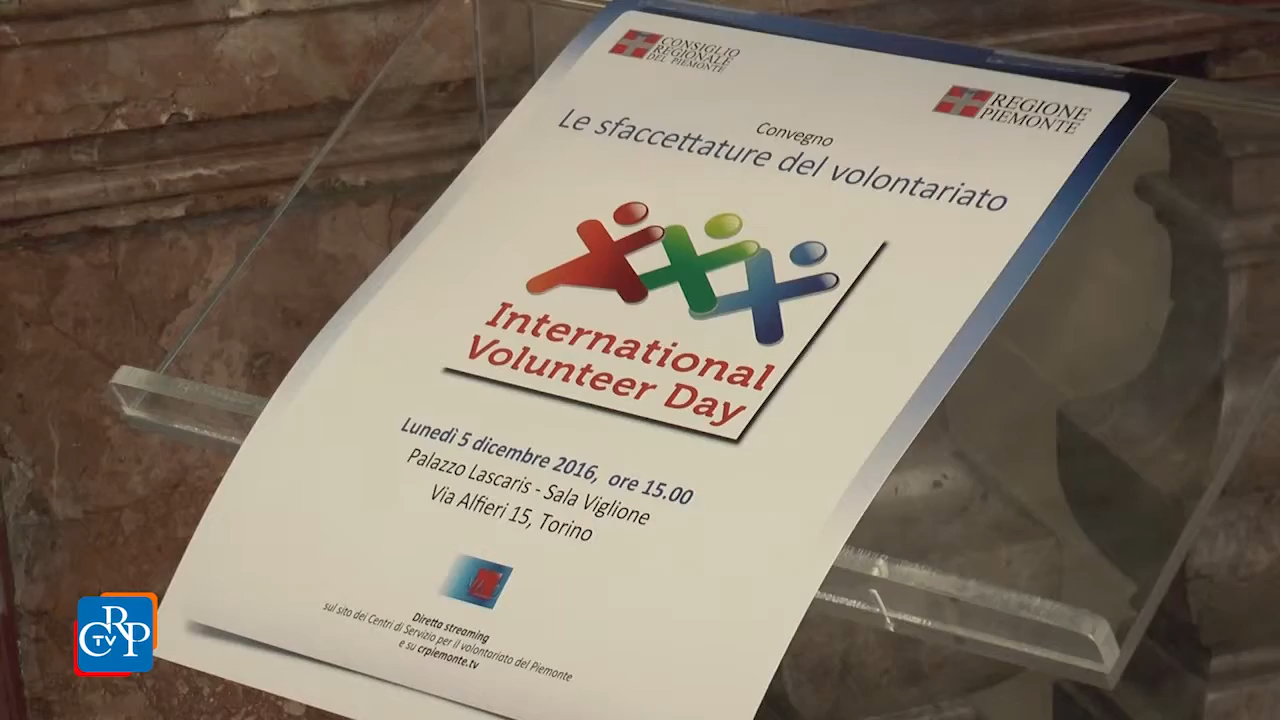 CONSIGLIO
REGIONALE
DEL PIEMONTE
REGIONE
PIEMONTE
Convegno
Le sfaccettature del volontariato
International
Volunteer Day
Lunedì 5 dicembre 2016, ore 15.00
Palazzo Lascaris - Sala Viglione
Via Alfieri 15, Torino
Diretta streaming
sul sito dei Centri di Servizio per il volontariato del Piemonte
e su crpiemonte.tv
CRP
TV